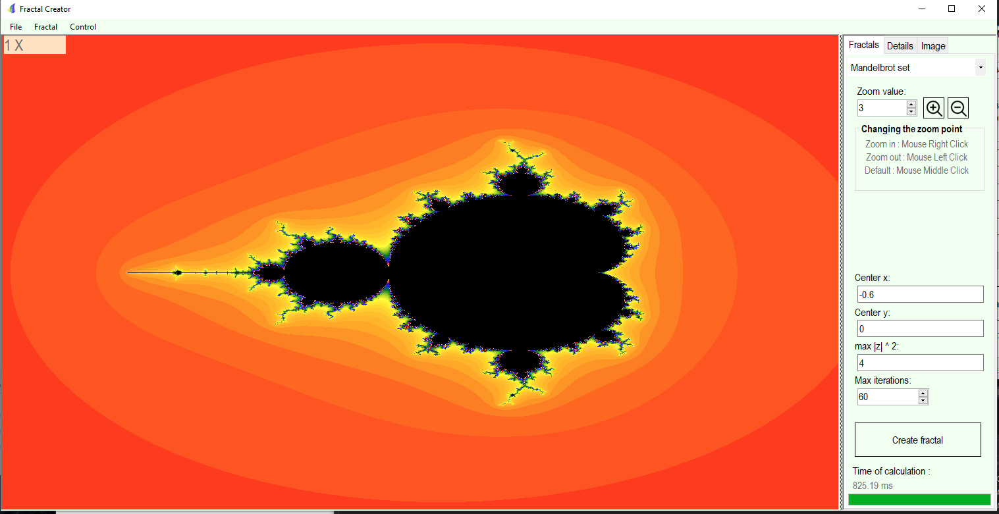 Fractal Creator
File Fractal Control
1 X
Fractals Details Image
Mandelbrot set
Zoom value:
3
Changing the zoom point
Zoom in : Mouse Right Click
Zoom out : Mouse Left Click
Default : Mouse Middle Click
Center x:
-0.6
Center y:
0
max |z| ^ 2:
4
Max iterations:
60
Create fractal
Time of calculation :
825.19 ms